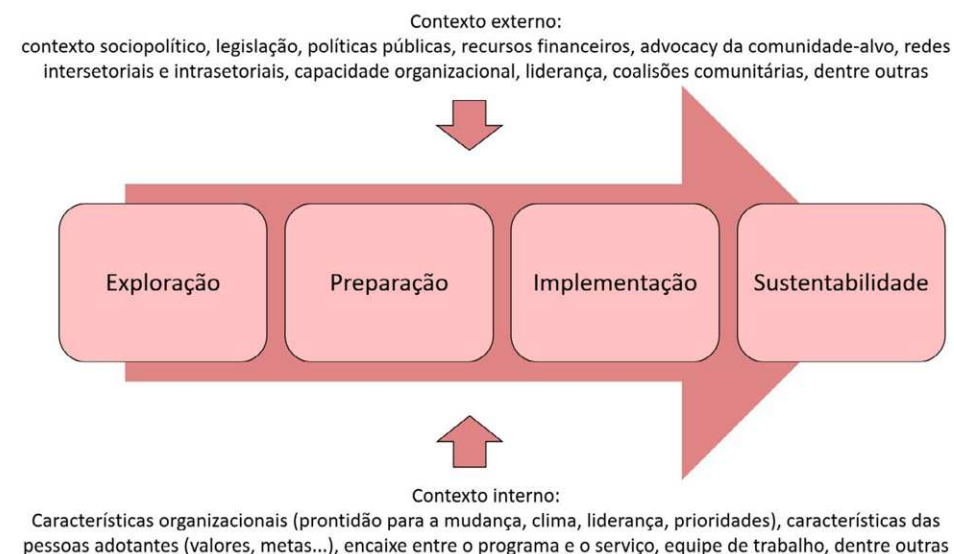 Contexto externo:
contexto sociopolítico, legislação, políticas públicas, recursos financeiros, advocacy da comunidade-alvo, redes
intersetoriais e intrasetoriais, capacidade organizacional, liderança, coalisões comunitárias, dentre outras
Exploração
Preparação
Implementação
Sustentabilidade
Contexto interno:
Características organizacionais (prontidão para a mudança, clima, liderança, prioridades), características das
pessoas adotantes (valores, metas...), encaixe entre o programa e o serviço, equipe de trabalho, dentre outras